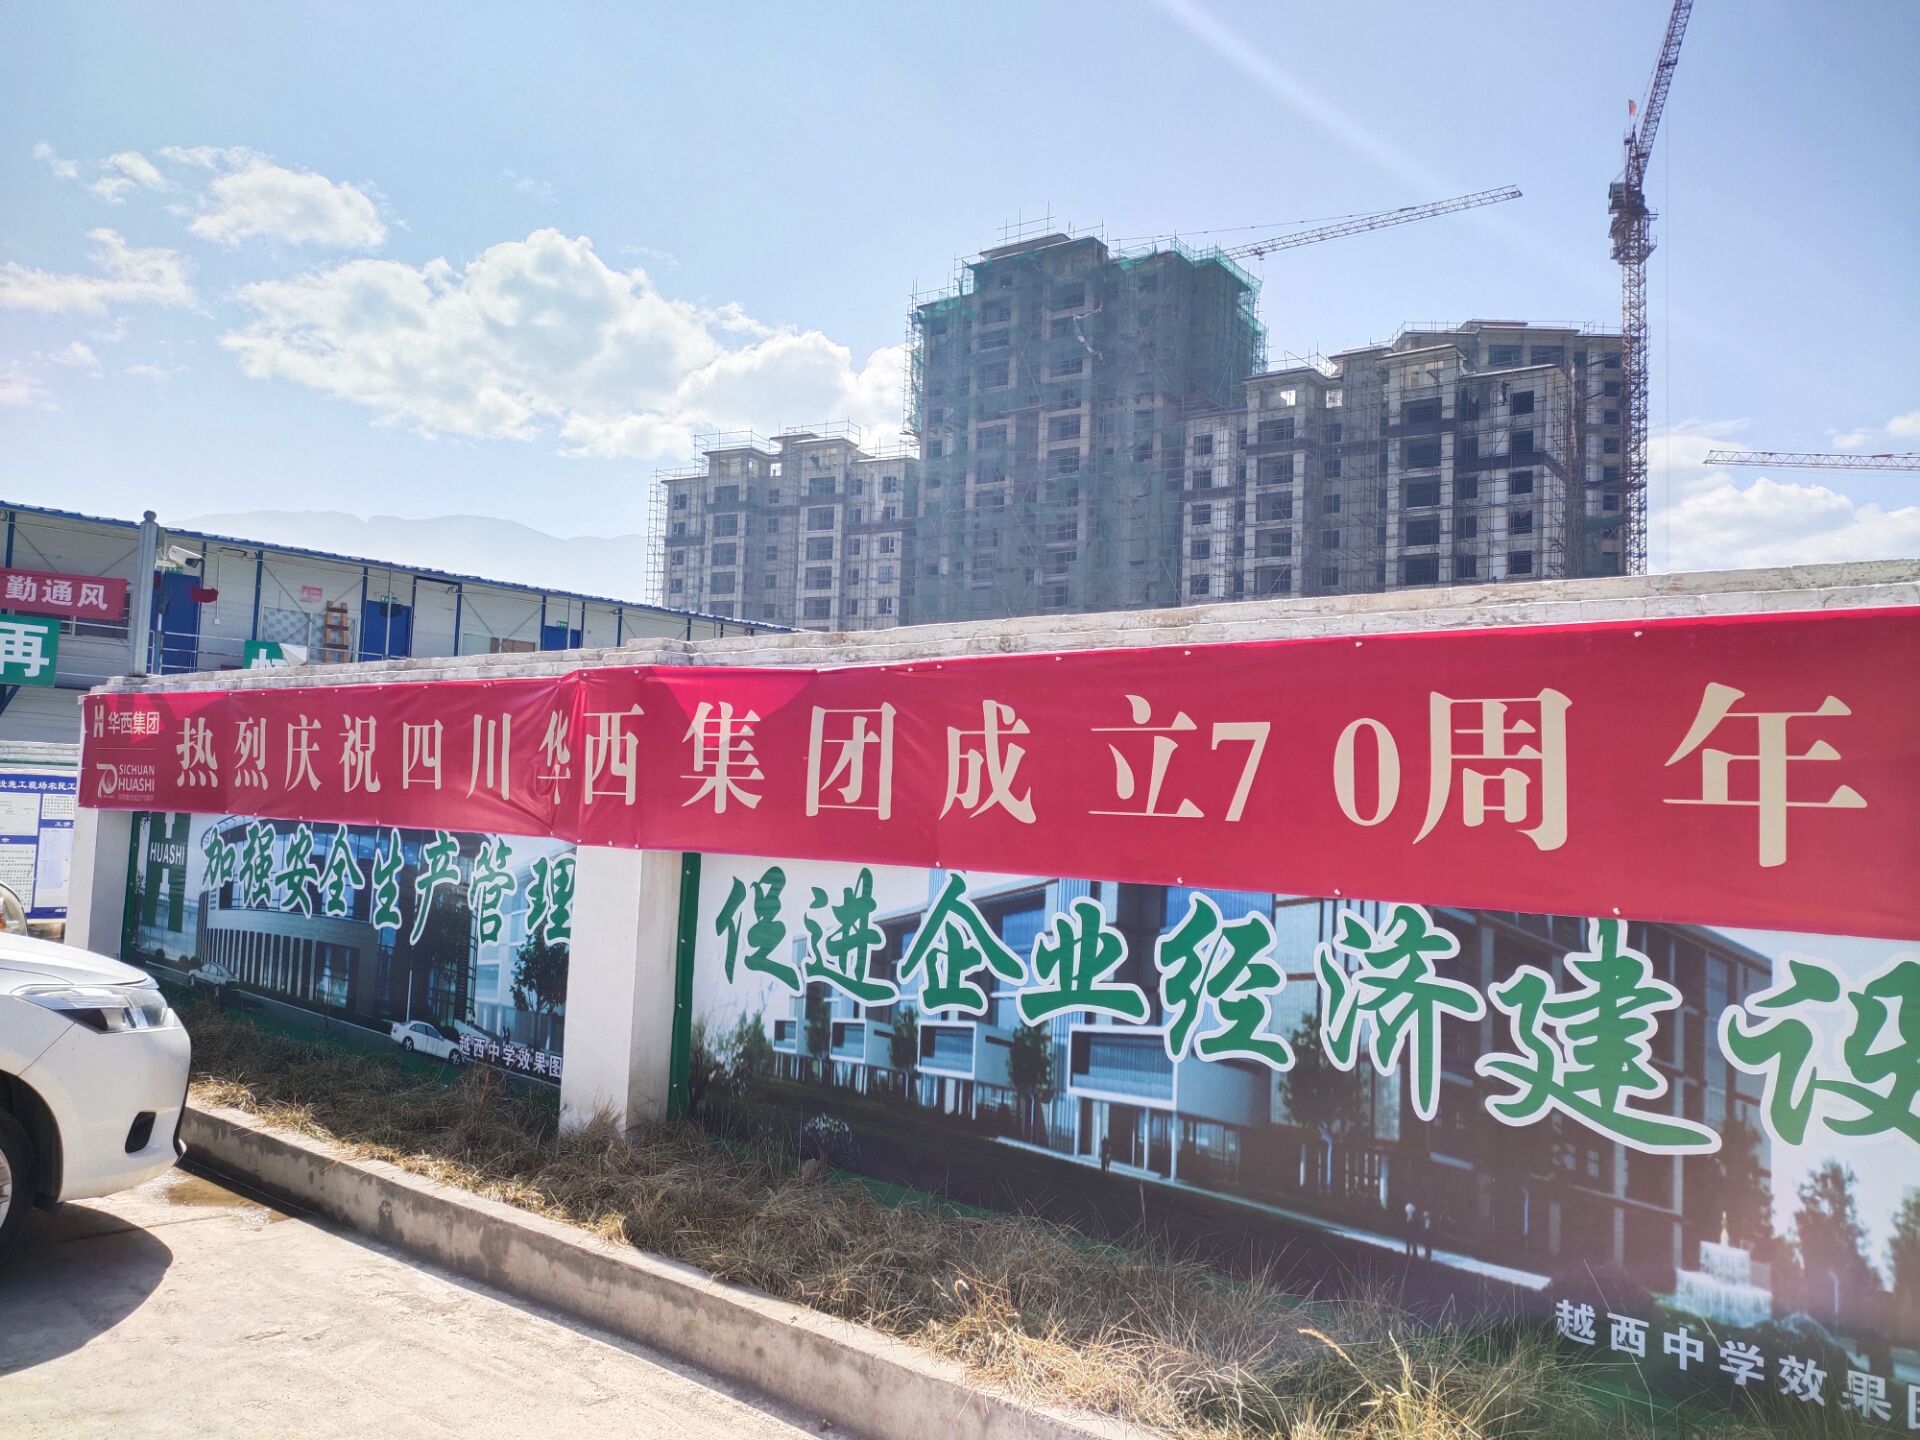 勤通风
再
华西集团
SICHUAN
HUASHI
热烈庆祝四川华西集团成立70周年
HUASHI
加强安全生产管理
促进企业经济建设
越西中学效果图
越西中学效果图